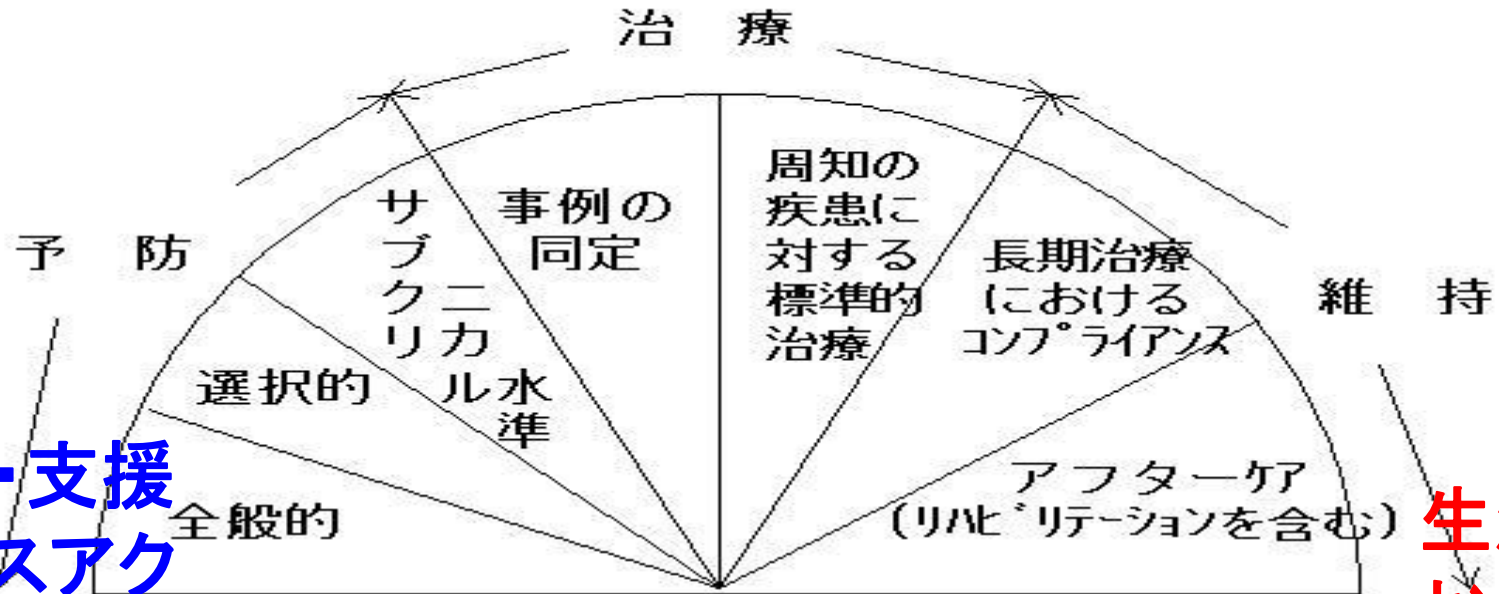 治　療
予　防
維　持
全般的
選択的
サブクリ
ニカル水準
事例の
同定
周知の
疾患に
対する
標準的
治療
長期治療
における
コンプライアンス
アフターケア
(リハビリテーションを含む)
・支援
スアク
生